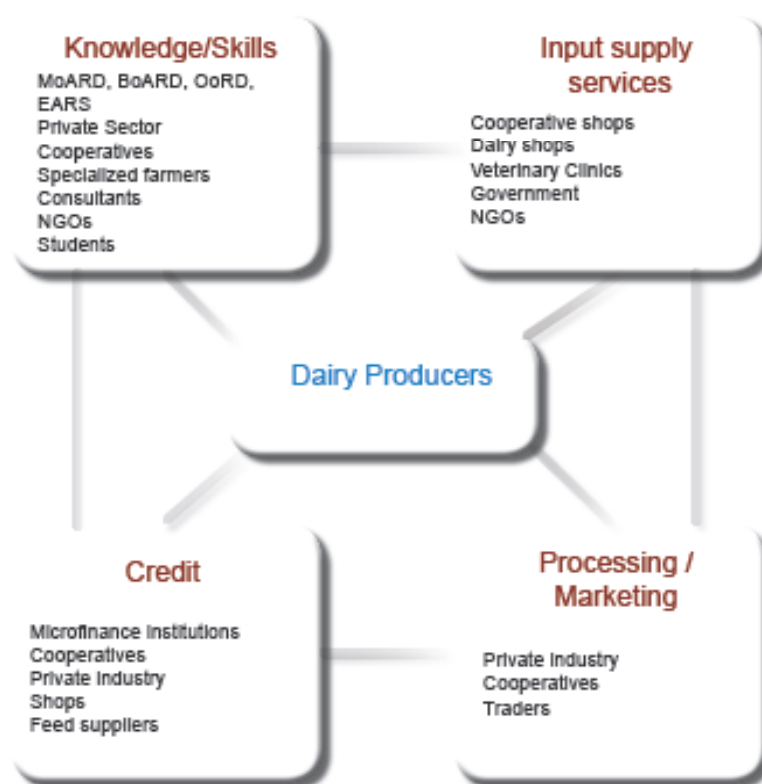 Knowledge/Skills
MoARD, BoARD, OoRD,
EARS
Private Sector
Cooperatives
Specialized farmers
Consultants
NGOs
Students
Input supply
services
Cooperative shops
Dairy shops
Veterinary Clinics
Government
NGOs
Dairy Producers
Credit
Microfinance Institutions
Cooperatives
Private Industry
Shops
Feed suppliers
Processing /
Marketing
Private Industry
Cooperatives
Traders